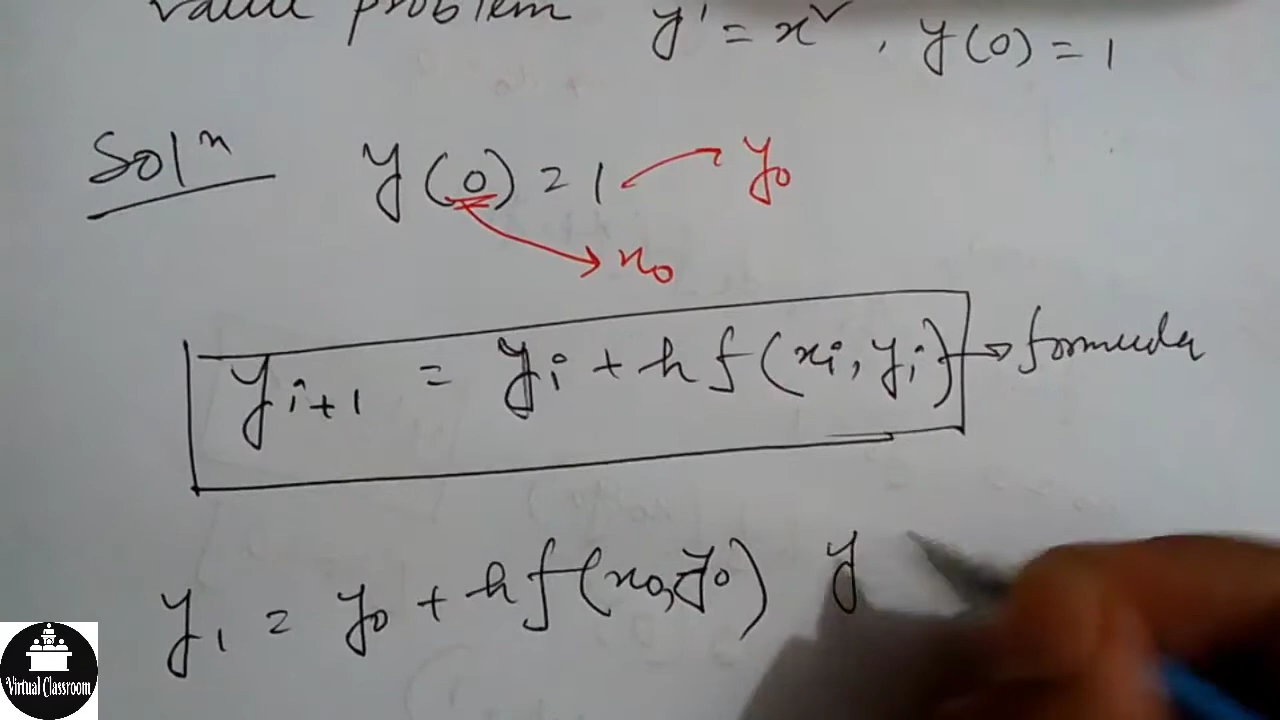 value problem y' = x² , y(0) = 1
Solⁿ y(0) = 1 y₀
x₀
yᵢ₊₁ = yᵢ + h f(xᵢ, yᵢ) → formula
y₁ = y₀ + h f(x₀, y₀) y
Virtual Classroom